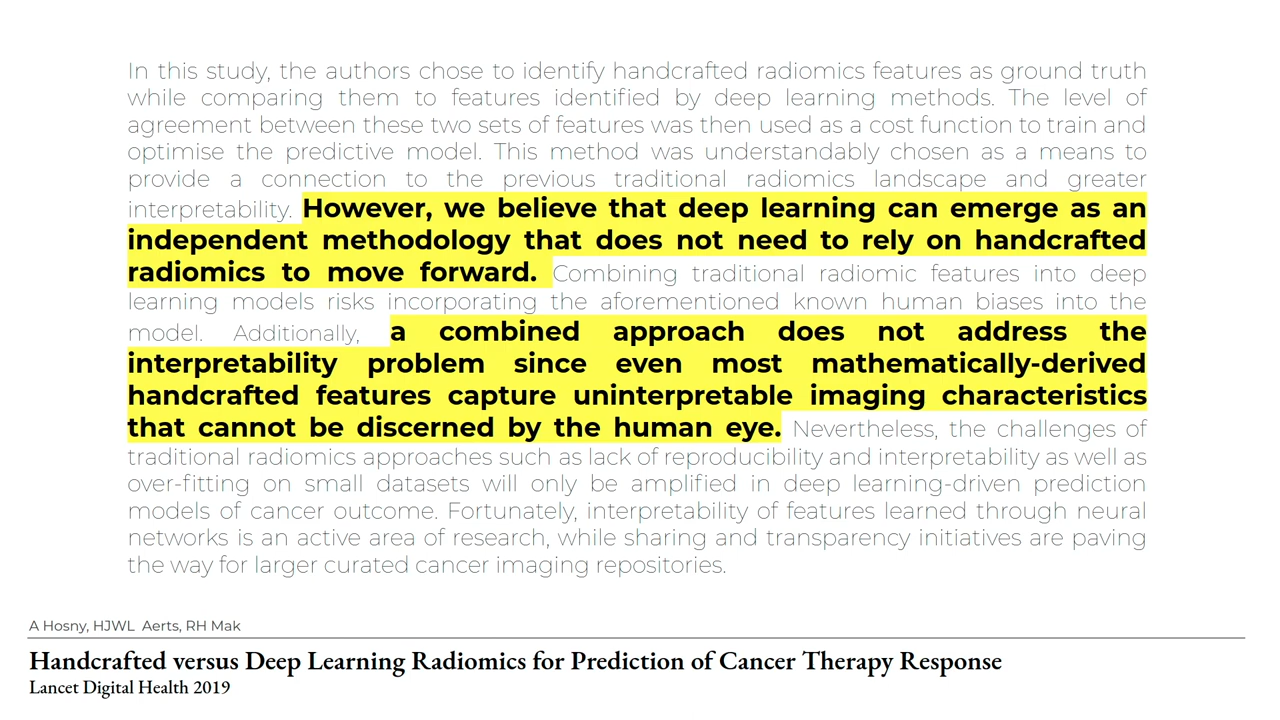 In this study, the authors chose to identify handcrafted radiomics features as ground truth
while comparing them to features identified by deep learning methods. The level of
agreement between these two sets of features was then used as a cost function to train and
optimise the predictive model. This method was understandably chosen as a means to
provide a connection to the previous traditional radiomics landscape and greater
interpretability. However, we believe that deep learning can emerge as an
independent methodology that does not need to rely on handcrafted
radiomics to move forward. Combining traditional radiomic features into deep
learning models risks incorporating the aforementioned known human biases into the
model. Additionally, a combined approach does not address the
interpretability problem since even most mathematically-derived
handcrafted features capture uninterpretable imaging characteristics
that cannot be discerned by the human eye. Nevertheless, the challenges of
traditional radiomics approaches such as lack of reproducibility and interpretability as well as
over-fitting on small datasets will only be amplified in deep learning-driven prediction
models of cancer outcome. Fortunately, interpretability of features learned through neural
networks is an active area of research, while sharing and transparency initiatives are paving
the way for larger curated cancer imaging repositories.
A Hosny, HJWL Aerts, RH Mak
Handcrafted versus Deep Learning Radiomics for Prediction of Cancer Therapy Response
Lancet Digital Health 2019